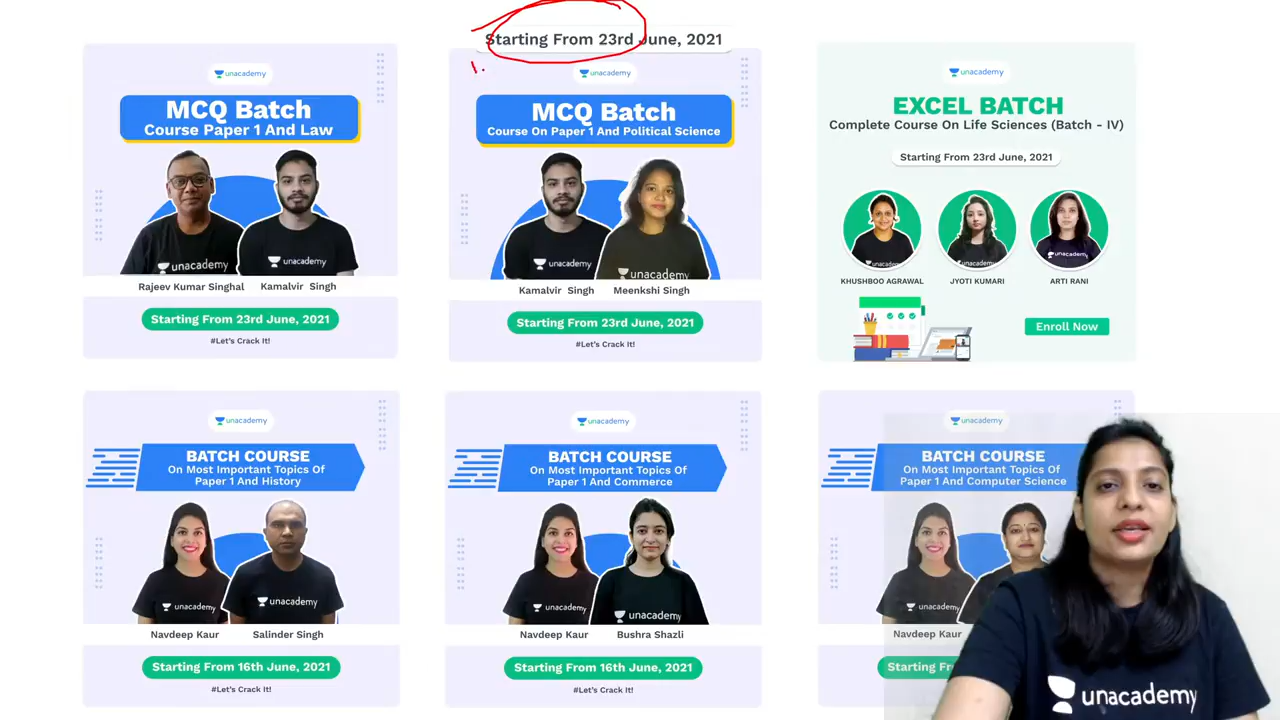 Starting From 23rd June, 2021
unacademy
MCQ Batch
Course Paper 1 And Law
unacademy
unacademy
Rajeev Kumar Singhal
Kamalvir Singh
Starting From 23rd June, 2021
#Let's Crack It!
unacademy
MCQ Batch
Course On Paper 1 And Political Science
unacademy
unacademy
Kamalvir Singh
Meenkshi Singh
Starting From 23rd June, 2021
#Let's Crack It!
unacademy
EXCEL BATCH
Complete Course On Life Sciences (Batch - IV)
Starting From 23rd June, 2021
KHUSHBOO AGRAWAL
JYOTI KUMARI
ARTI RANI
Enroll Now
unacademy
BATCH COURSE
On Most Important Topics Of
Paper 1 And History
unacademy
unacademy
Navdeep Kaur
Salinder Singh
Starting From 16th June, 2021
#Let's Crack It!
unacademy
BATCH COURSE
On Most Important Topics Of
Paper 1 And Commerce
unacademy
unacademy
Navdeep Kaur
Bushra Shazli
Starting From 16th June, 2021
#Let's Crack It!
unacademy
BATCH COURSE
On Most Important Topics Of
Paper 1 And Computer Science
unacademy
Navdeep Kaur
Starting
unacademy